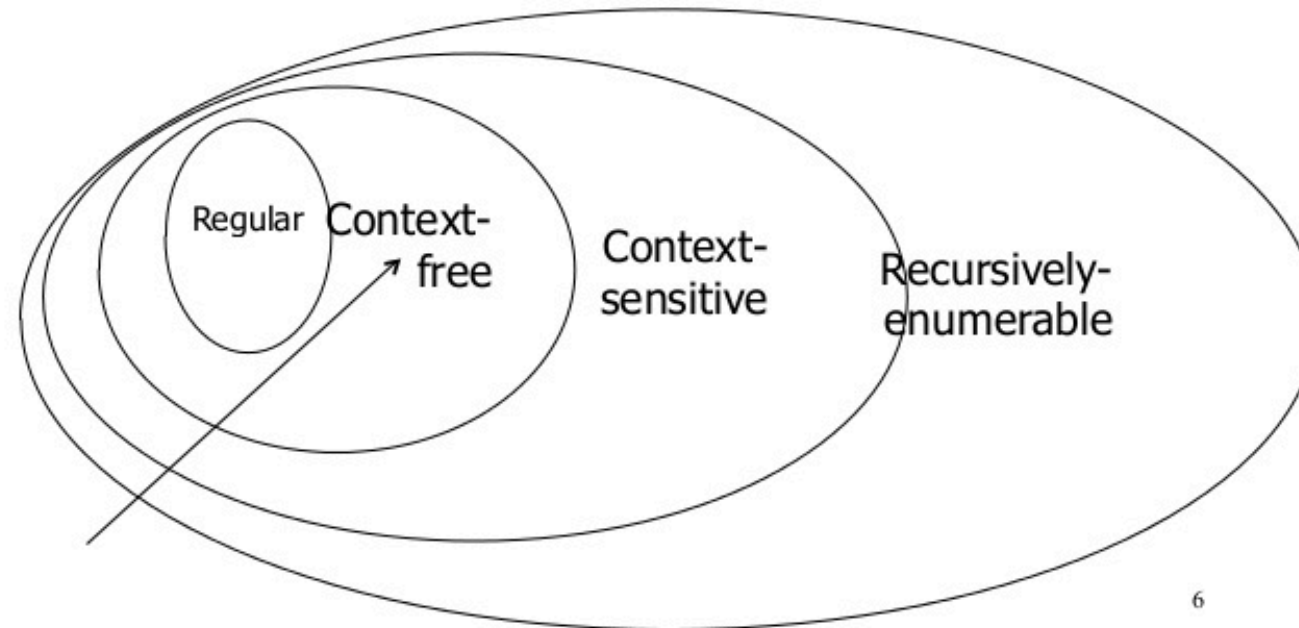 Regular
Context-
free
Context-
sensitive
Recursively-
enumerable
6